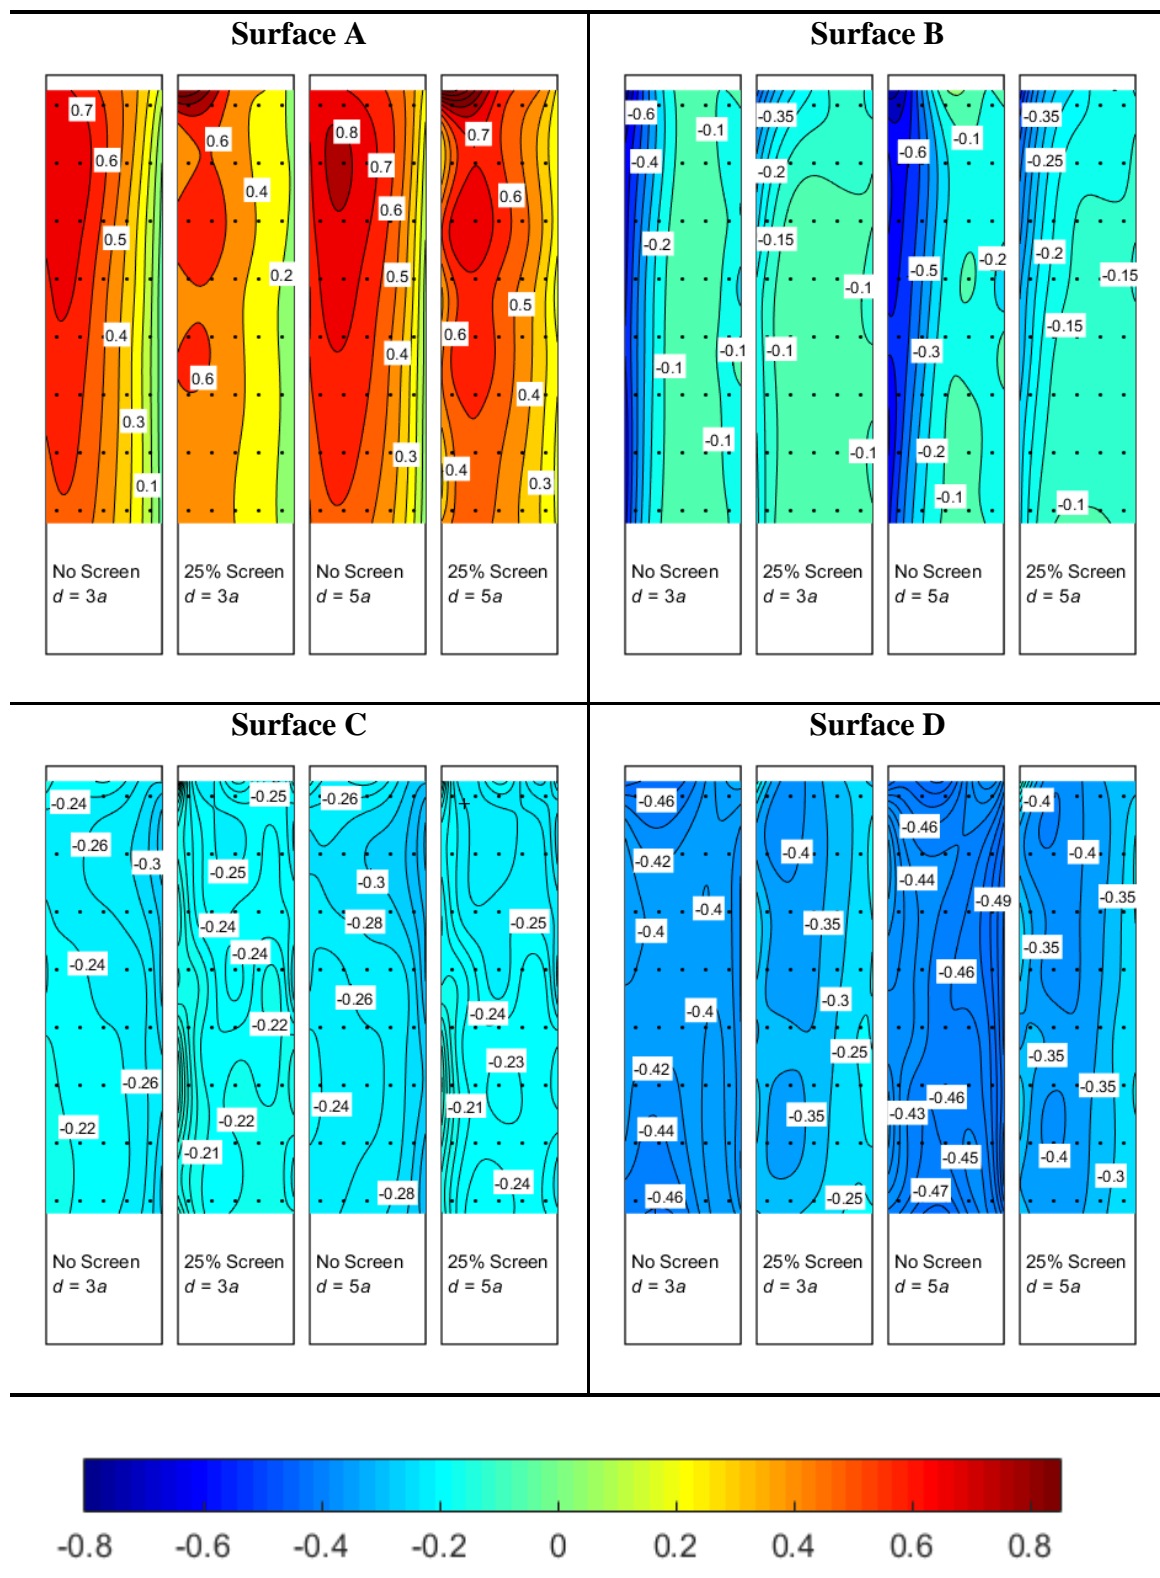 Surface A
0.7
0.6
0.5
0.4
0.3
0.1
No Screen
d = 3a
0.6
0.4
0.2
0.6
25% Screen
d = 3a
0.8
0.7
0.6
0.5
0.4
0.3
No Screen
d = 5a
0.7
0.6
0.5
0.6
0.4
0.4
0.3
25% Screen
d = 5a
Surface B
-0.6
-0.1
-0.4
-0.2
-0.1
-0.1
-0.1
No Screen
d = 3a
-0.35
-0.2
-0.15
-0.1
-0.1
-0.1
25% Screen
d = 3a
-0.1
-0.6
-0.2
-0.5
-0.3
-0.2
-0.1
No Screen
d = 5a
-0.35
-0.25
-0.2
-0.15
-0.15
-0.1
25% Screen
d = 5a
Surface C
-0.24
-0.26
-0.3
-0.24
-0.26
-0.22
No Screen
d = 3a
-0.25
-0.25
-0.24
-0.24
-0.22
-0.22
-0.21
25% Screen
d = 3a
-0.26
-0.3
-0.28
-0.26
-0.24
-0.28
No Screen
d = 5a
-0.25
-0.24
-0.23
-0.21
-0.24
25% Screen
d = 5a
Surface D
-0.46
-0.42
-0.4
-0.4
-0.4
-0.42
-0.44
-0.46
No Screen
d = 3a
-0.4
-0.35
-0.3
-0.25
-0.35
-0.25
25% Screen
d = 3a
-0.46
-0.44
-0.49
-0.46
-0.46
-0.43
-0.45
-0.47
No Screen
d = 5a
-0.4
-0.4
-0.35
-0.35
-0.35
-0.35
-0.4
-0.3
25% Screen
d = 5a
-0.8 -0.6 -0.4 -0.2 0 0.2 0.4 0.6 0.8